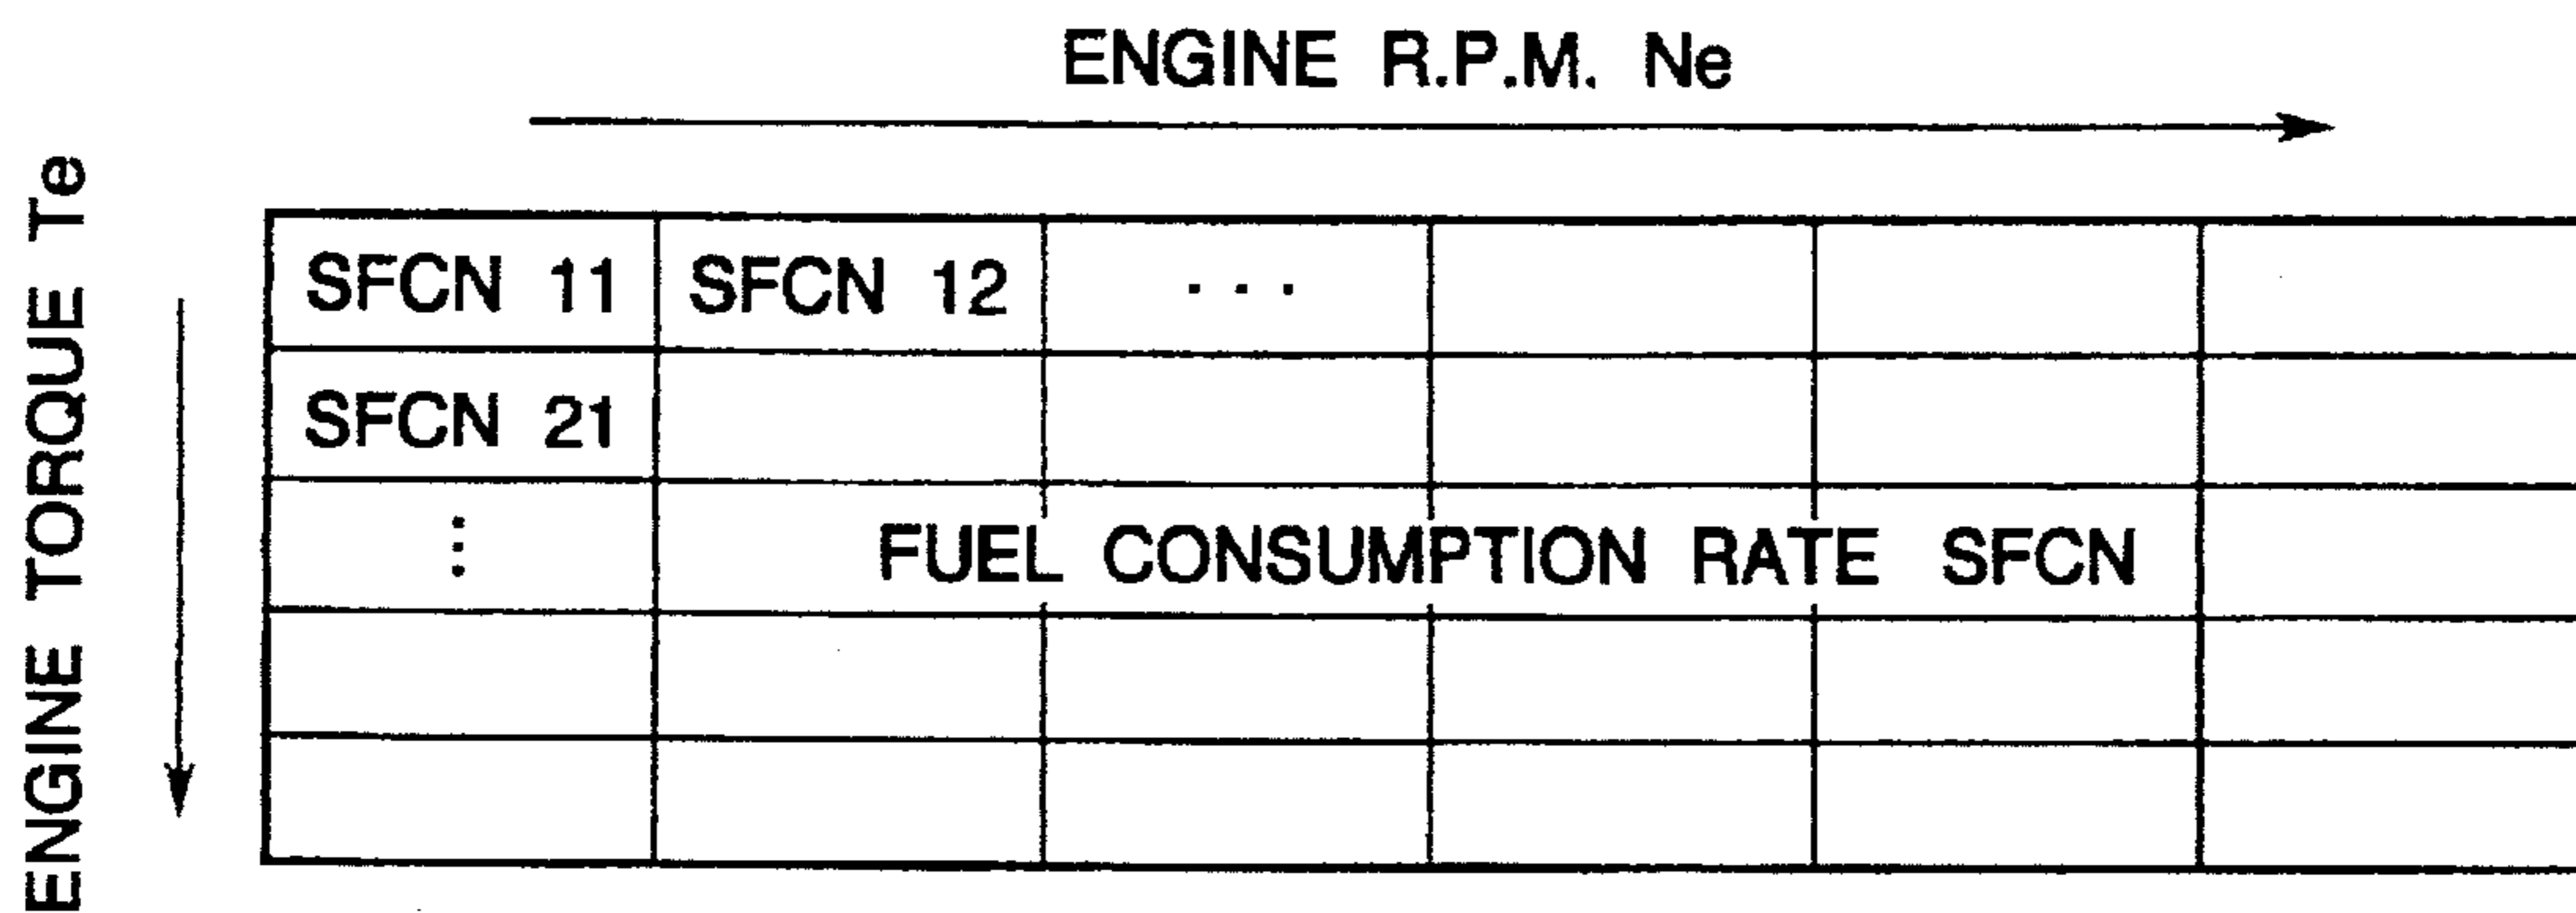 ENGINE R.P.M. Ne
ENGINE TORQUE Te
SFCN 11 SFCN 12 ...
SFCN 21
⋮
FUEL CONSUMPTION RATE SFCN